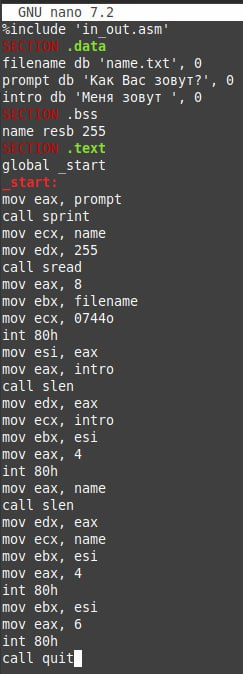 GNU nano 7.2
%include 'in_out.asm'
SECTION .data
filename db 'name.txt', 0
prompt db 'Как Вас зовут?', 0
intro db 'Меня зовут ', 0
SECTION .bss
name resb 255
SECTION .text
global _start
_start:
mov eax, prompt
call sprint
mov ecx, name
mov edx, 255
call sread
mov eax, 8
mov ebx, filename
mov ecx, 0744o
int 80h
mov esi, eax
mov eax, intro
call slen
mov edx, eax
mov ecx, intro
mov ebx, esi
mov eax, 4
int 80h
mov eax, name
call slen
mov edx, eax
mov ecx, name
mov ebx, esi
mov eax, 4
int 80h
mov ebx, esi
mov eax, 6
int 80h
call quit